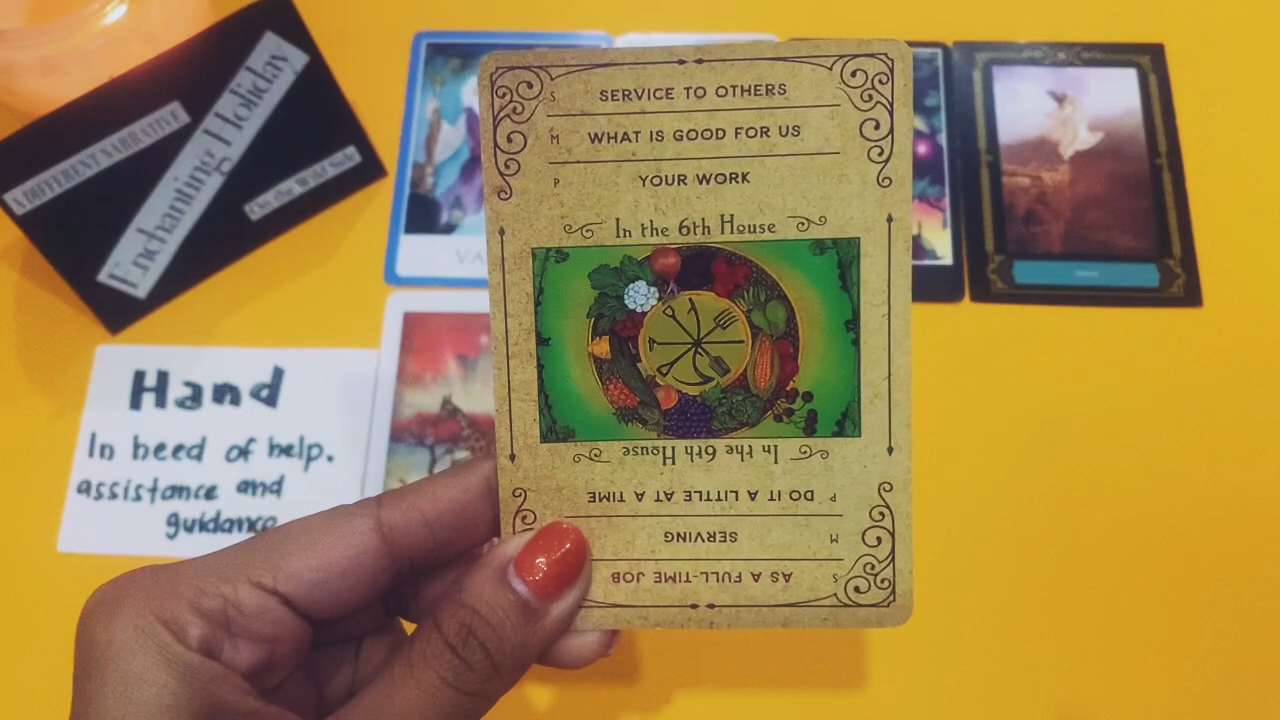 A DIFFERENT NARRATIVE
Enchanting Holiday
On the Wild Side
Hand
In need of help.
assistance and
guidance
VA
S SERVICE TO OTHERS
M WHAT IS GOOD FOR US
P YOUR WORK
In the 6th House
In the 6th House
P DO IT A LITTLE AT A TIME
M SERVING
S AS A FULL-TIME JOB